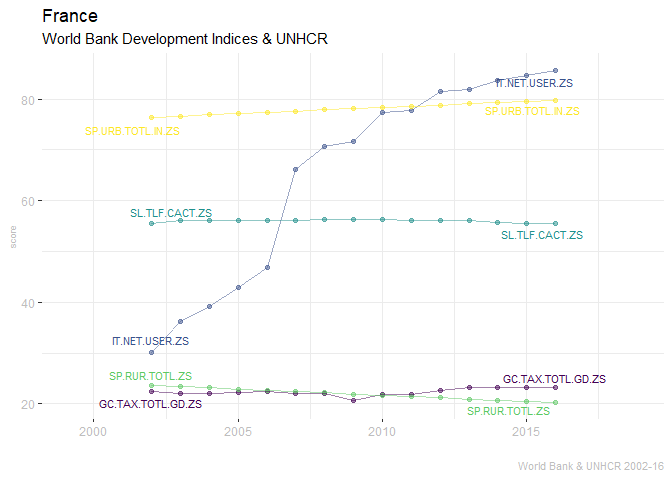 France
World Bank Development Indices & UNHCR
80
60
40
20
score
IT.NET.USER.ZS
SP.URB.TOTL.IN.ZS
SP.URB.TOTL.IN.ZS
SL.TLF.CACT.ZS
SL.TLF.CACT.ZS
IT.NET.USER.ZS
SP.RUR.TOTL.ZS
GC.TAX.TOTL.GD.ZS
GC.TAX.TOTL.GD.ZS
SP.RUR.TOTL.ZS
2000 2005 2010 2015
World Bank & UNHCR 2002-16